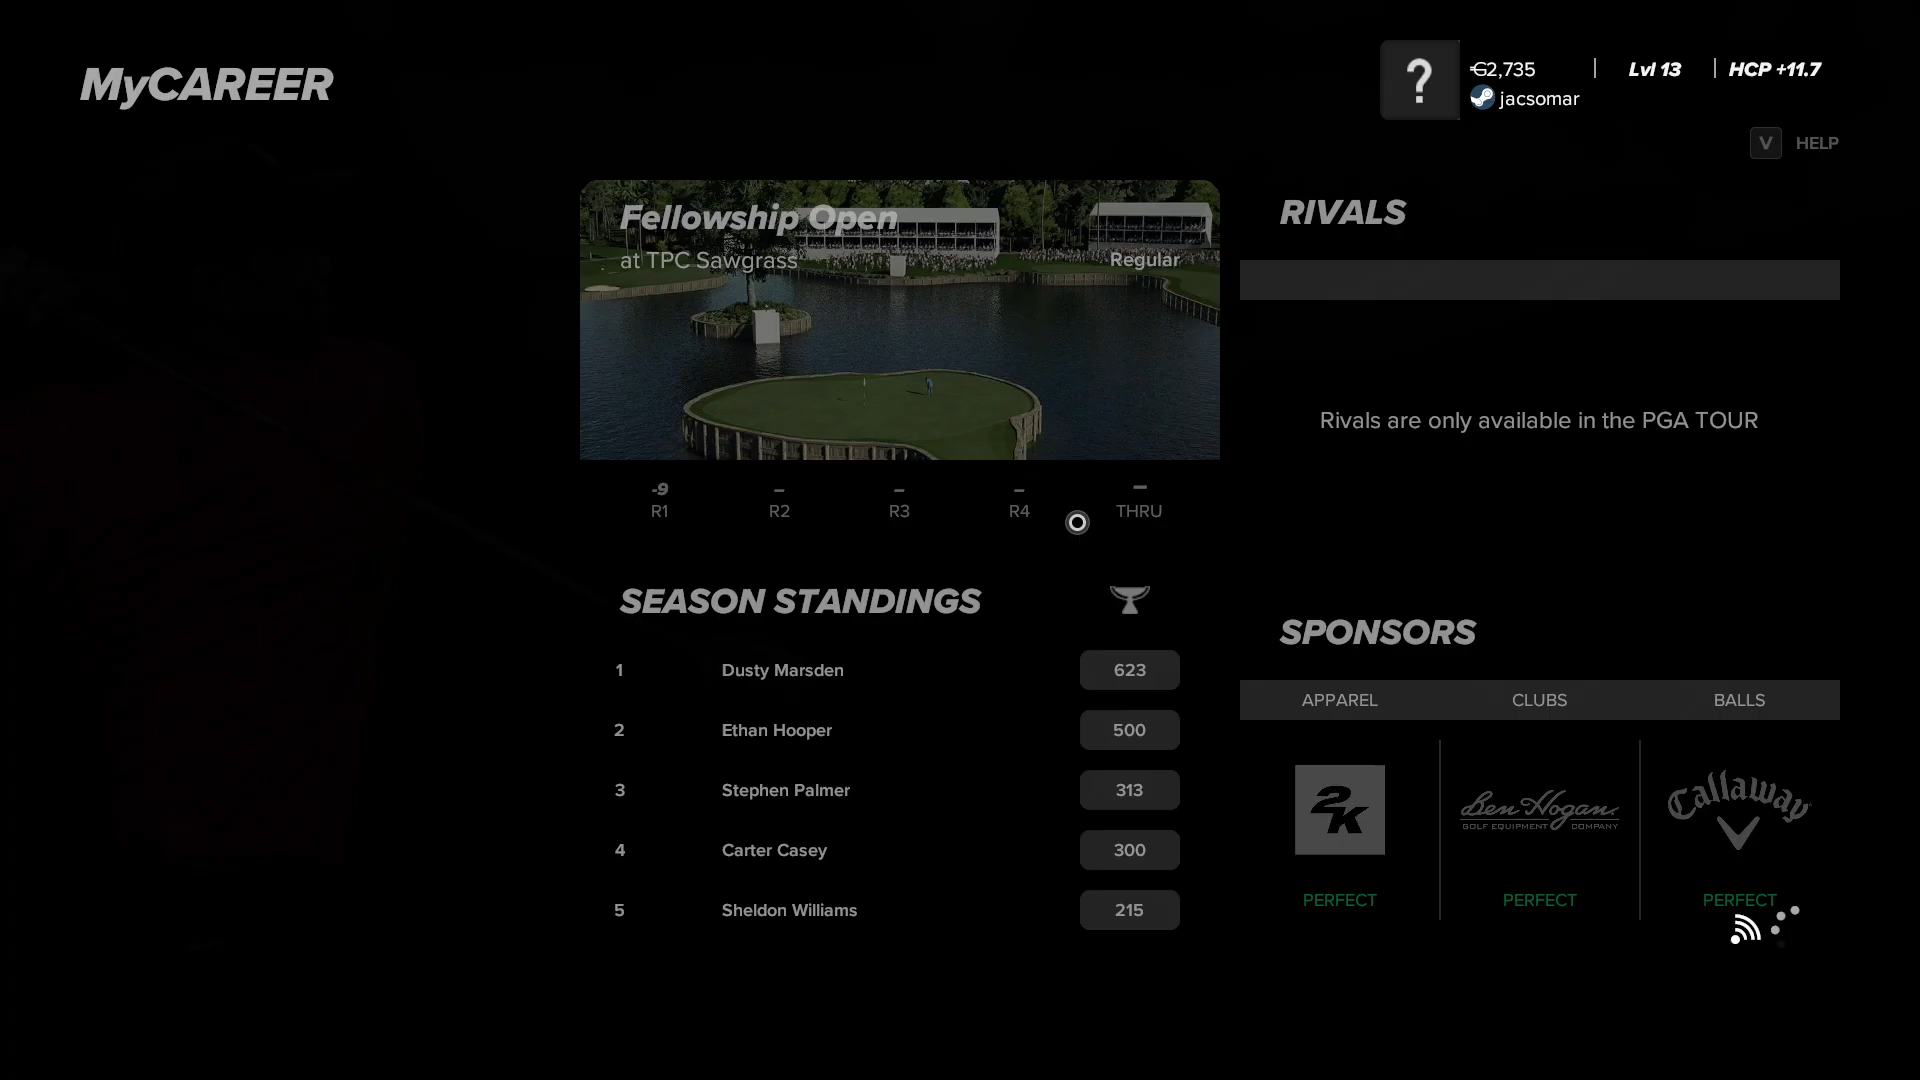 MyCAREER
?
G2,735
Lvl 13
HCP +11.7
jacsomar
V HELP
Fellowship Open
at TPC Sawgrass
Regular
-9 – – – –
R1 R2 R3 R4 THRU
SEASON STANDINGS
1 Dusty Marsden 623
2 Ethan Hooper 500
3 Stephen Palmer 313
4 Carter Casey 300
5 Sheldon Williams 215
RIVALS
Rivals are only available in the PGA TOUR
SPONSORS
APPAREL CLUBS BALLS
2K
Ben Hogan.
GOLF EQUIPMENT COMPANY
Callaway
PERFECT PERFECT PERFECT